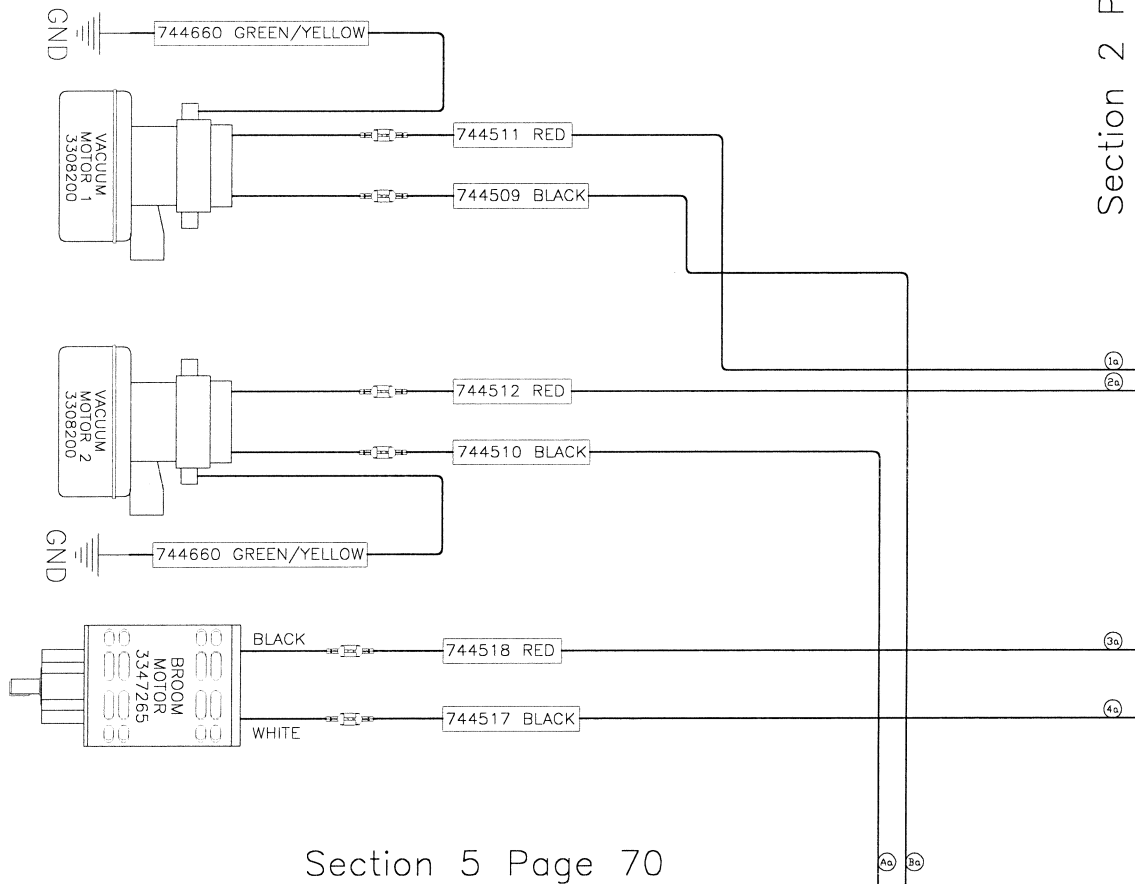 GND
744660 GREEN/YELLOW
VACUUM
MOTOR 1
3308200
744511 RED
744509 BLACK
Section 2 P
1a
2a
VACUUM
MOTOR 2
3308200
744512 RED
744510 BLACK
GND
744660 GREEN/YELLOW
BROOM
MOTOR
3347265
BLACK
WHITE
744518 RED
744517 BLACK
3a
4a
Section 5 Page 70
Aa
Ba